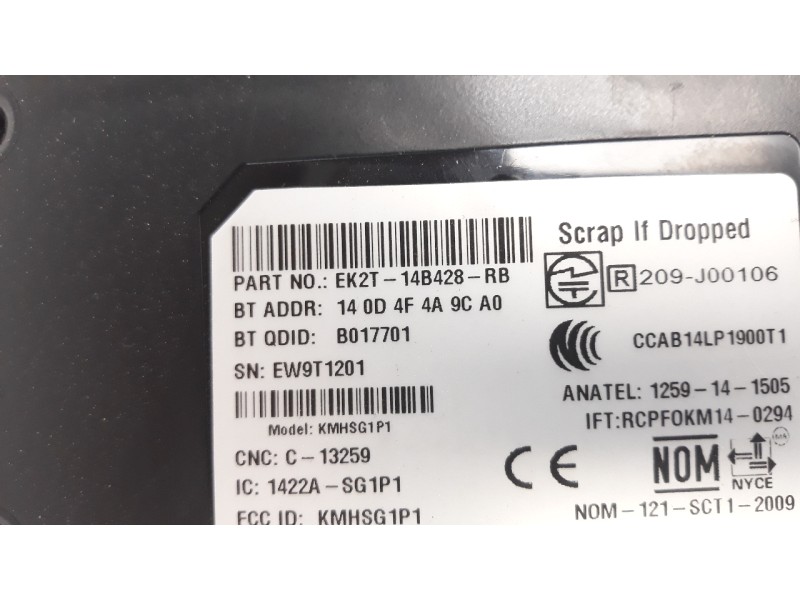 Scrap If Dropped
PART NO.: EK2T-14B428-RB
R 209-J00106
BT ADDR: 14 0D 4F 4A 9C A0
BT QDID: B017701
CCAB14LP1900T1
SN: EW9T1201
ANATEL: 1259-14-1505
IFT:RCPFOKM14-0294
Model: KMHSG1P1
CNC: C-13259
CE
NOM
NYCE
IC: 1422A-SG1P1
NOM-121-SCT1-2009
FCC ID: KMHSG1P1